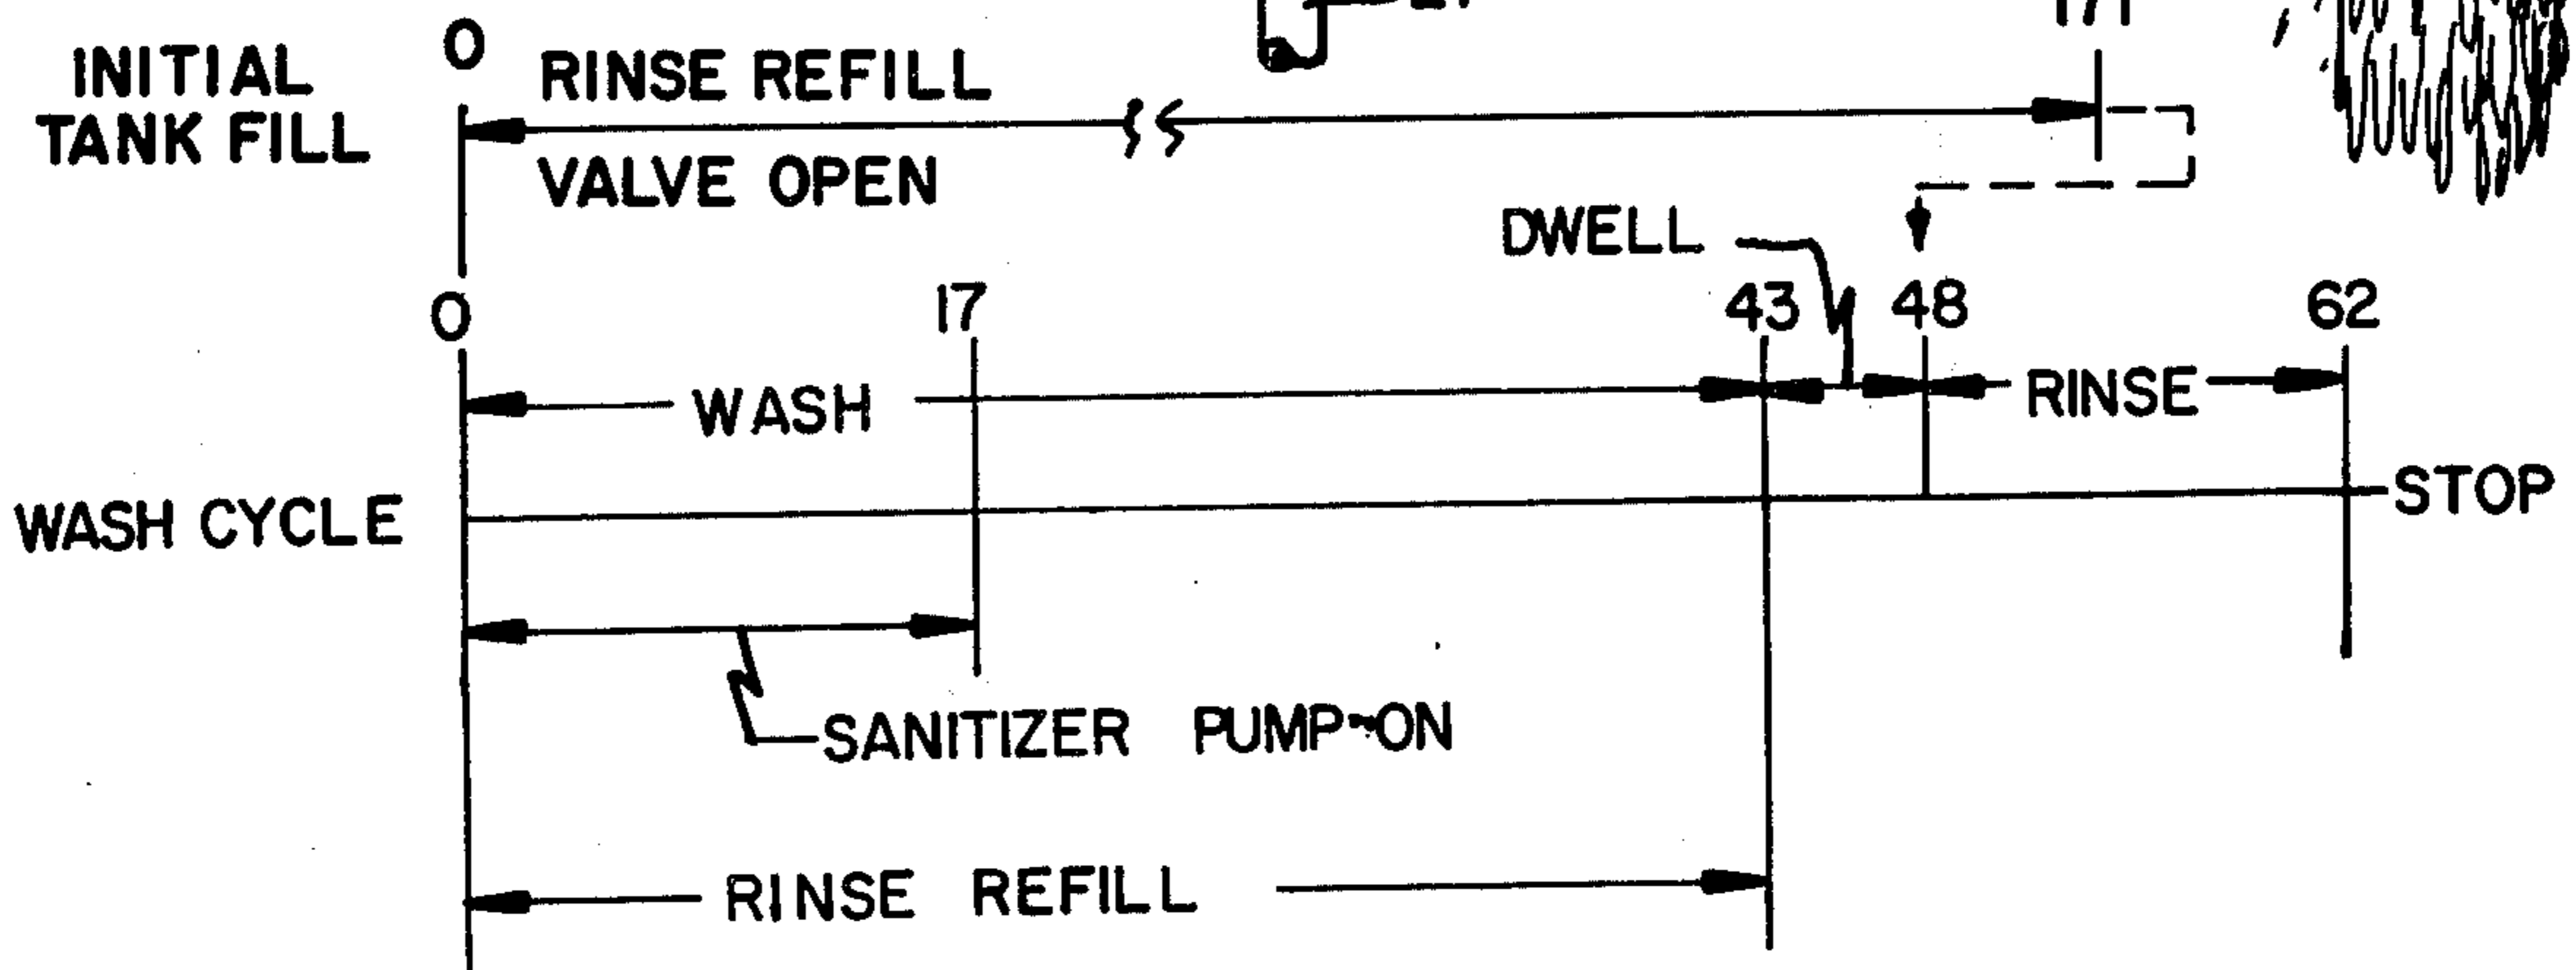 0
INITIAL
TANK FILL
RINSE REFILL
VALVE OPEN
DWELL
0 17 43 48 62
WASH
RINSE
WASH CYCLE
STOP
SANITIZER PUMP-ON
RINSE REFILL